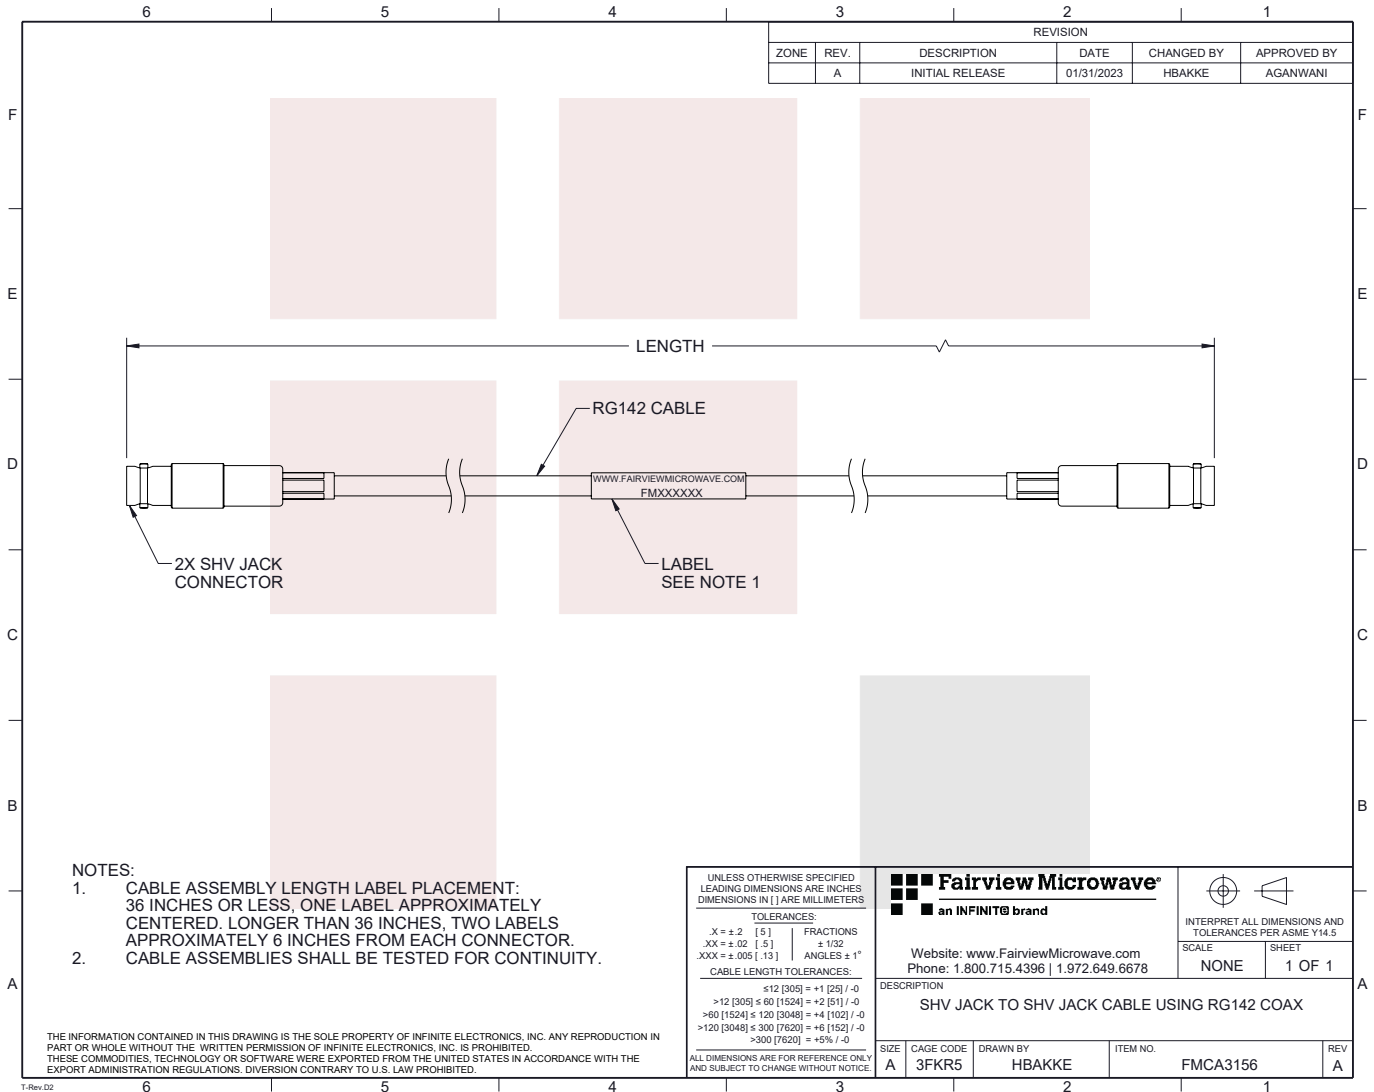 6 5 4 3 2 1
REVISION
ZONE REV. DESCRIPTION DATE CHANGED BY APPROVED BY
A INITIAL RELEASE 01/31/2023 HBAKKE AGANWANI
F F
E E
LENGTH
RG142 CABLE
D D
WWW.FAIRVIEWMICROWAVE.COM
FMXXXXXX
2X SHV JACK
CONNECTOR
LABEL
SEE NOTE 1
C C
B B
NOTES:
1. CABLE ASSEMBLY LENGTH LABEL PLACEMENT:
36 INCHES OR LESS, ONE LABEL APPROXIMATELY
CENTERED. LONGER THAN 36 INCHES, TWO LABELS
APPROXIMATELY 6 INCHES FROM EACH CONNECTOR.
2. CABLE ASSEMBLIES SHALL BE TESTED FOR CONTINUITY.
A A
THE INFORMATION CONTAINED IN THIS DRAWING IS THE SOLE PROPERTY OF INFINITE ELECTRONICS, INC. ANY REPRODUCTION IN
PART OR WHOLE WITHOUT THE WRITTEN PERMISSION OF INFINITE ELECTRONICS, INC. IS PROHIBITED.
THESE COMMODITIES, TECHNOLOGY OR SOFTWARE WERE EXPORTED FROM THE UNITED STATES IN ACCORDANCE WITH THE
EXPORT ADMINISTRATION REGULATIONS. DIVERSION CONTRARY TO U.S. LAW PROHIBITED.
UNLESS OTHERWISE SPECIFIED
LEADING DIMENSIONS ARE INCHES
DIMENSIONS IN [ ] ARE MILLIMETERS
TOLERANCES:
.X = ±.2 [ 5 ] FRACTIONS
.XX = ±.02 [ .5 ] ± 1/32
.XXX = ±.005 [ .13 ] ANGLES ± 1°
CABLE LENGTH TOLERANCES:
≤12 [305] = +1 [25] / -0
>12 [305] ≤ 60 [1524] = +2 [51] / -0
>60 [1524] ≤ 120 [3048] = +4 [102] / -0
>120 [3048] ≤ 300 [7620] = +6 [152] / -0
>300 [7620] = +5% / -0
ALL DIMENSIONS ARE FOR REFERENCE ONLY
AND SUBJECT TO CHANGE WITHOUT NOTICE.
Fairview Microwave®
an INFINIT® brand
Website: www.FairviewMicrowave.com
Phone: 1.800.715.4396 | 1.972.649.6678
INTERPRET ALL DIMENSIONS AND
TOLERANCES PER ASME Y14.5
SCALE SHEET
NONE 1 OF 1
DESCRIPTION
SHV JACK TO SHV JACK CABLE USING RG142 COAX
SIZE CAGE CODE DRAWN BY ITEM NO. REV
A 3FKR5 HBAKKE FMCA3156 A
T-Rev.D2
6 5 4 3 2 1